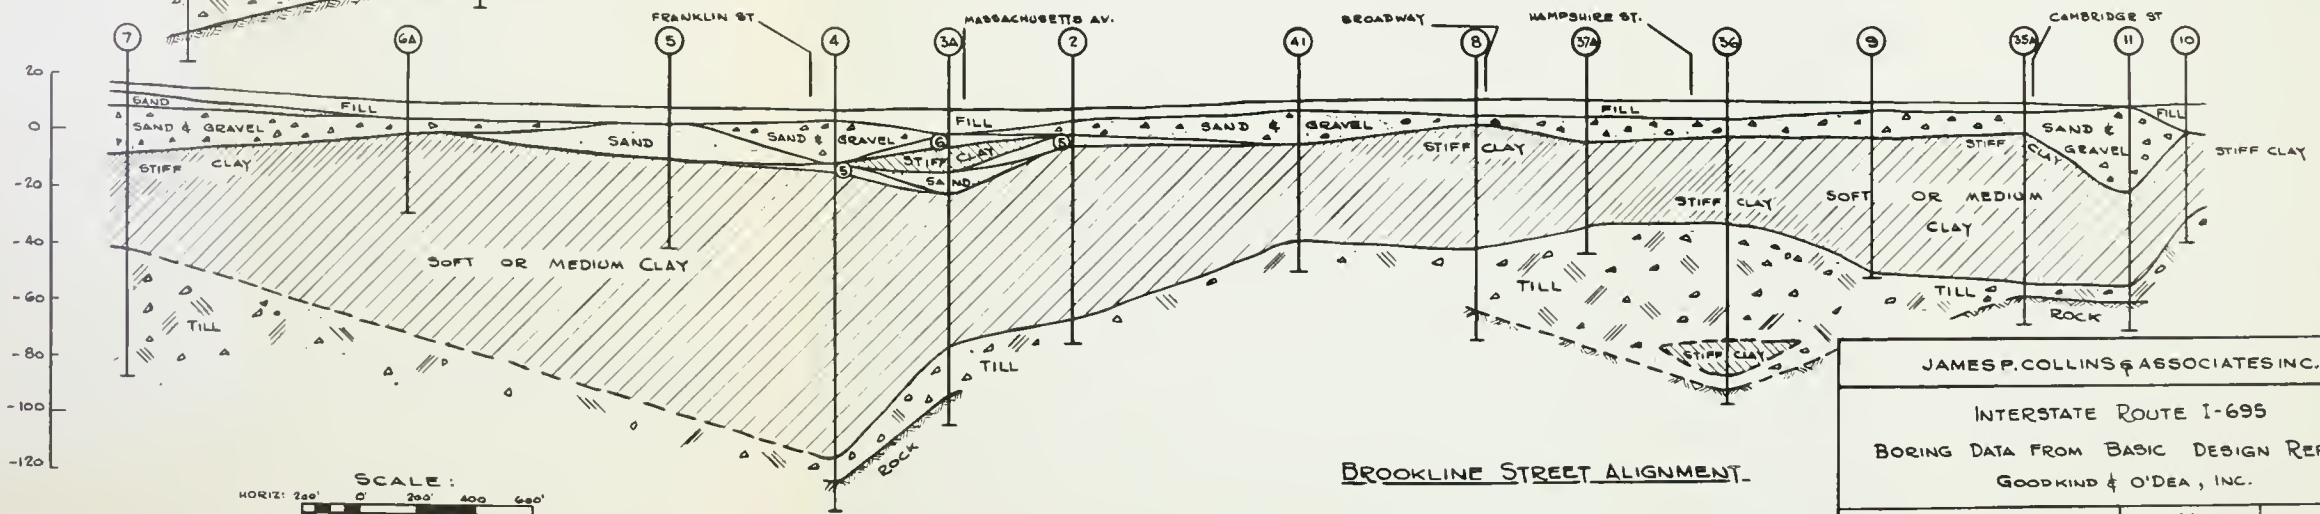 FRANKLIN ST
MASSACHUSETTS AV.
BROADWAY
HAMPSHIRE ST.
CAMBRIDGE ST
7 6A 5 4 3A 2 41 8 37A 36 9 35A 11 10
20
0
-20
-40
-60
-80
-100
-120
SAND
FILL
FILL
FILL
FILL
SAND & GRAVEL
SAND
SAND & GRAVEL
SAND & GRAVEL
SAND & GRAVEL
6
5
5
STIFF CLAY
STIFF CLAY
SAND
STIFF CLAY
STIFF CLAY
STIFF CLAY
STIFF CLAY
SOFT OR MEDIUM CLAY
SOFT OR MEDIUM CLAY
TILL
TILL
TILL
TILL
STIFF CLAY
ROCK
ROCK
SCALE:
HORIZ: 200' 0' 200' 400 600'
BROOKLINE STREET ALIGNMENT
JAMES P. COLLINS & ASSOCIATES INC.
INTERSTATE ROUTE I-695
BORING DATA FROM BASIC DESIGN REP
GOODKIND & O'DEA, INC.